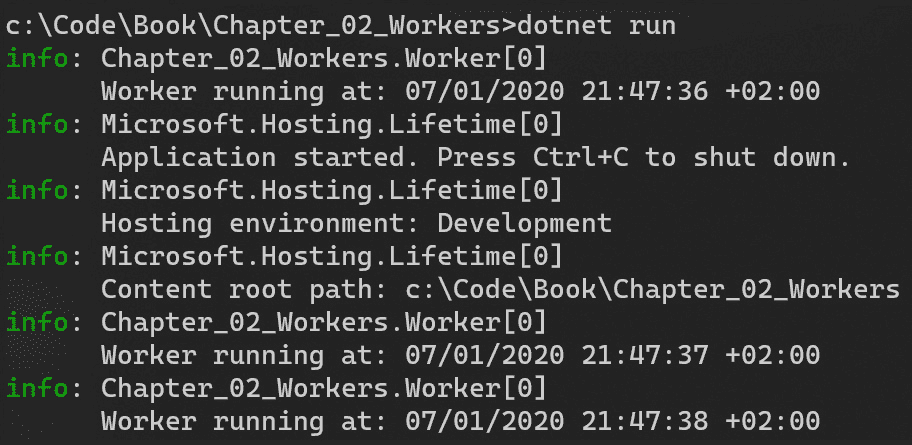 c:\Code\Book\Chapter_02_Workers>dotnet run
info: Chapter_02_Workers.Worker[0]
Worker running at: 07/01/2020 21:47:36 +02:00
info: Microsoft.Hosting.Lifetime[0]
Application started. Press Ctrl+C to shut down.
info: Microsoft.Hosting.Lifetime[0]
Hosting environment: Development
info: Microsoft.Hosting.Lifetime[0]
Content root path: c:\Code\Book\Chapter_02_Workers
info: Chapter_02_Workers.Worker[0]
Worker running at: 07/01/2020 21:47:37 +02:00
info: Chapter_02_Workers.Worker[0]
Worker running at: 07/01/2020 21:47:38 +02:00